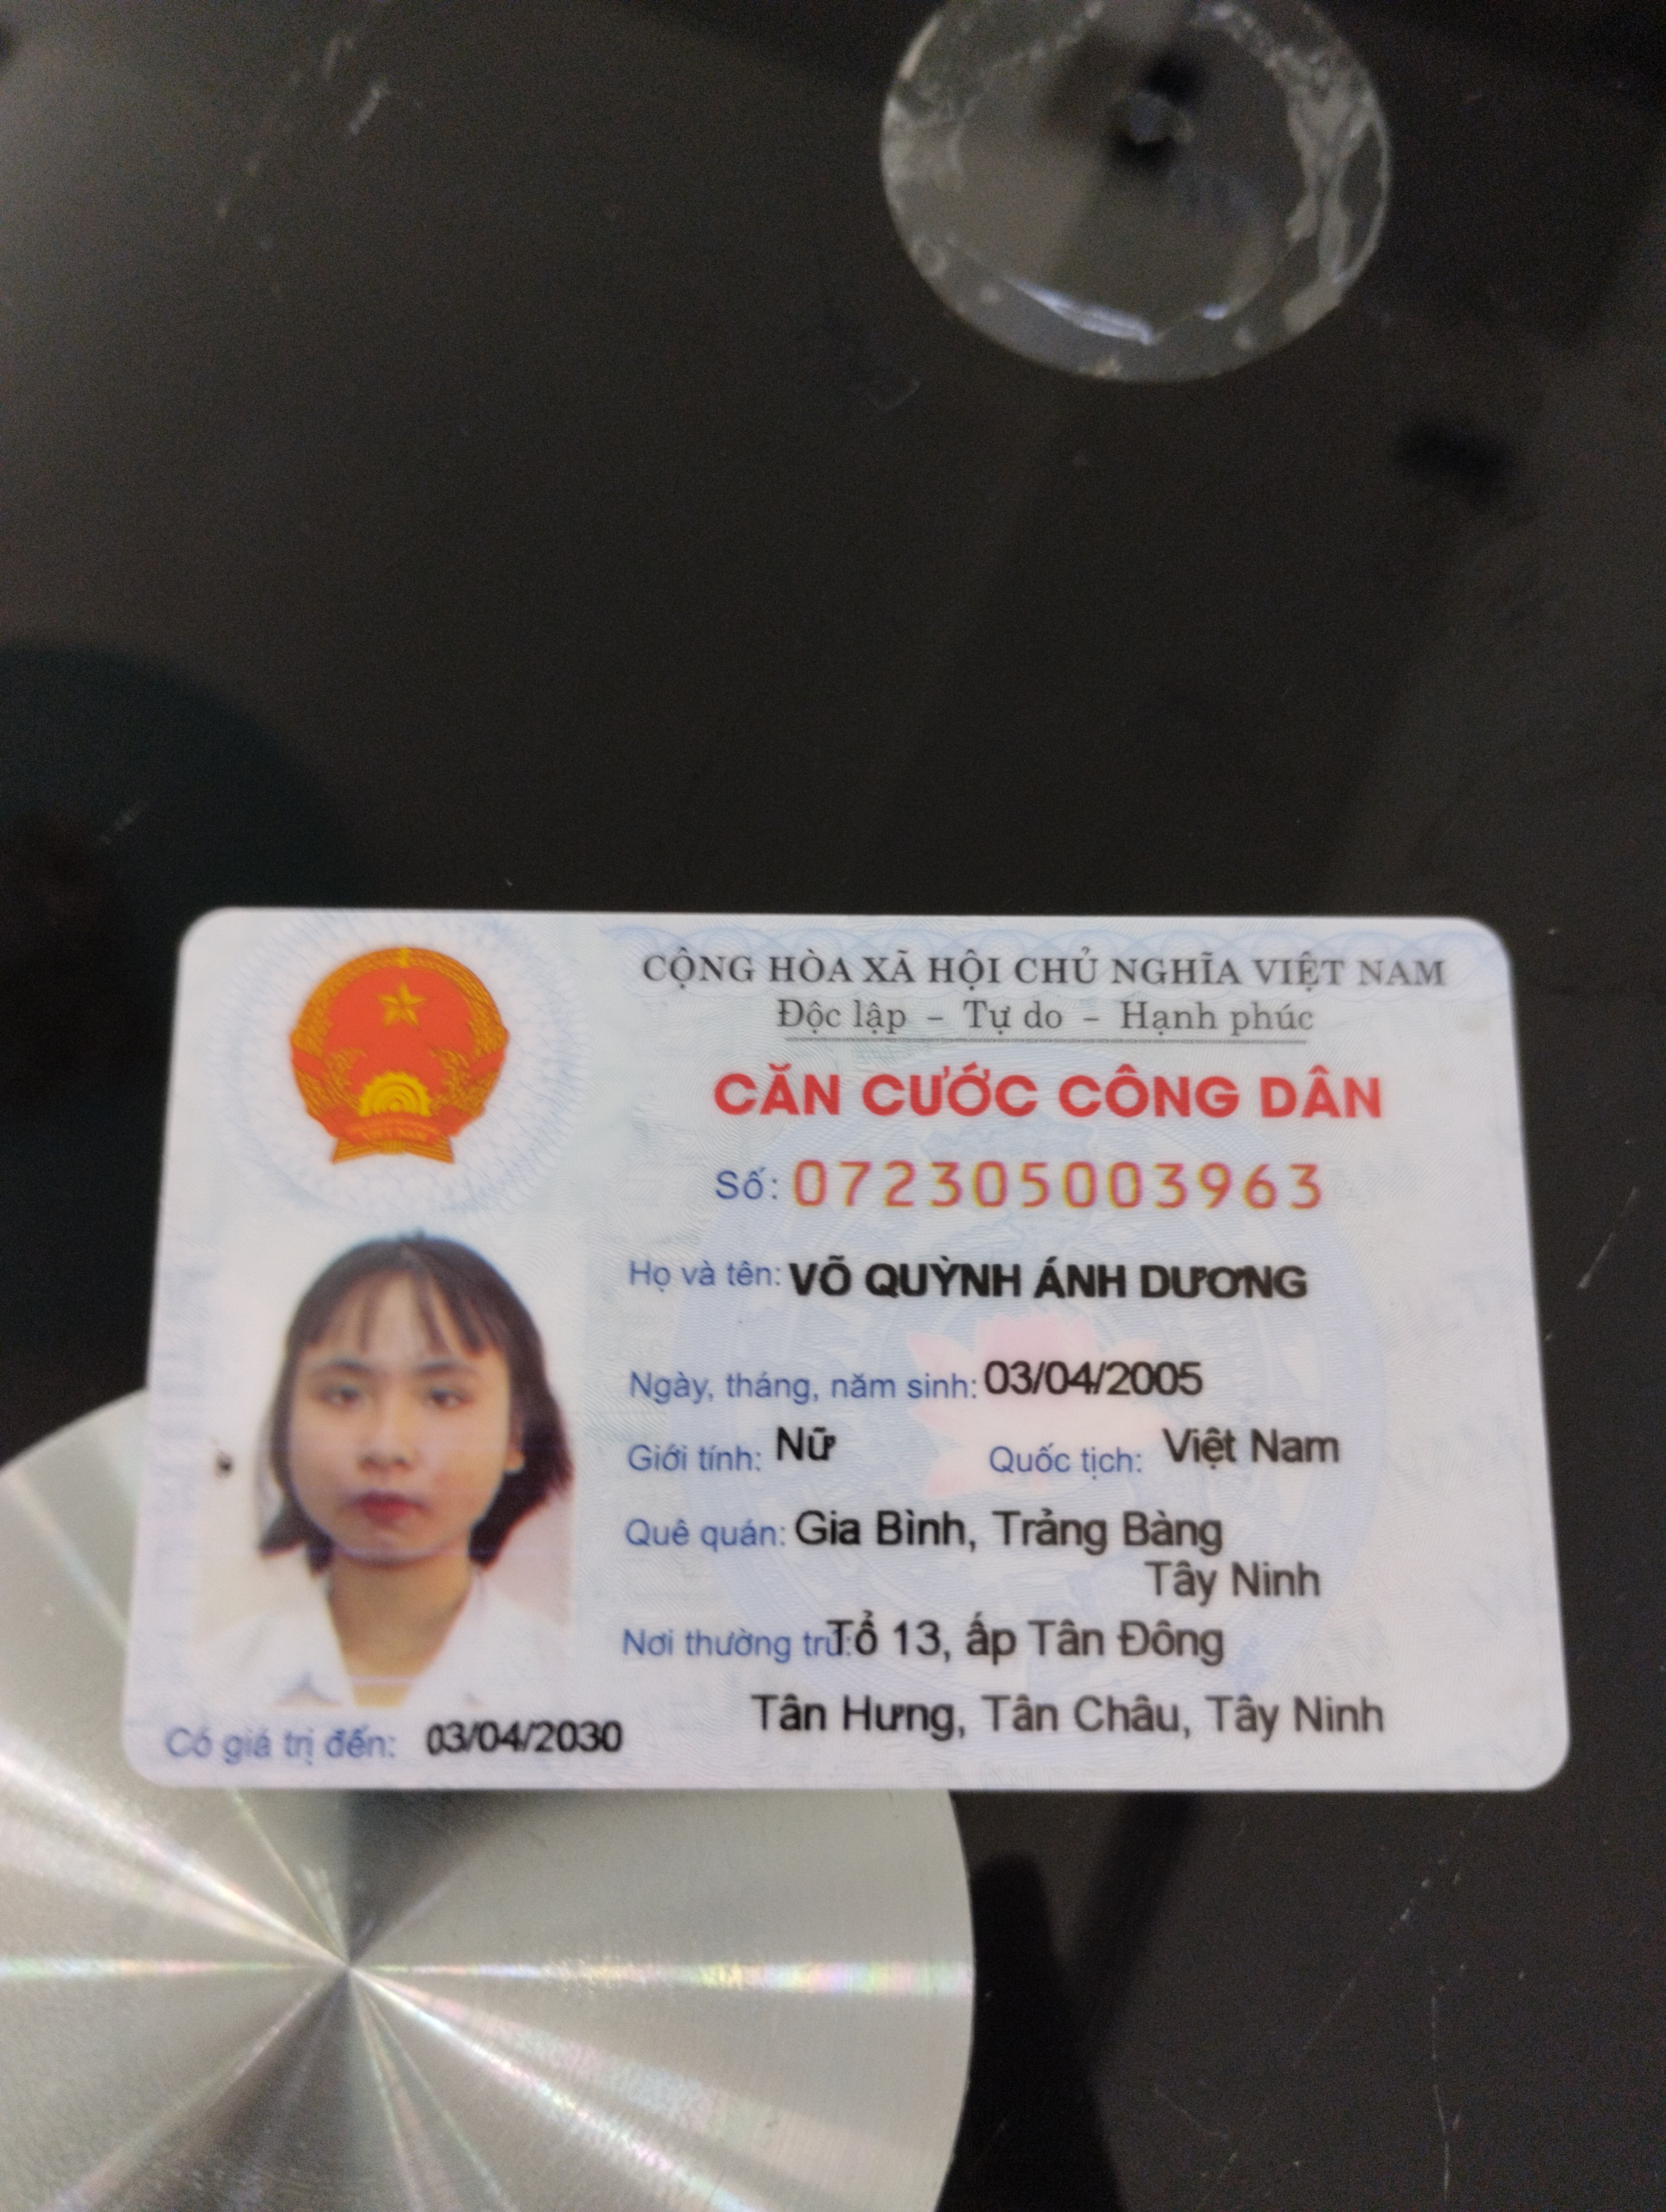 CỘNG HÒA XÃ HỘI CHỦ NGHĨA VIỆT NAM
Độc lập – Tự do – Hạnh phúc
CĂN CƯỚC CÔNG DÂN
Số: 072305003963
Họ và tên: VÕ QUỲNH ÁNH DƯƠNG
Ngày, tháng, năm sinh: 03/04/2005
Giới tính: Nữ Quốc tịch: Việt Nam
Quê quán: Gia Bình, Trảng Bàng
Tây Ninh
Nơi thường trú: Tổ 13, ấp Tân Đông
Tân Hưng, Tân Châu, Tây Ninh
Có giá trị đến: 03/04/2030